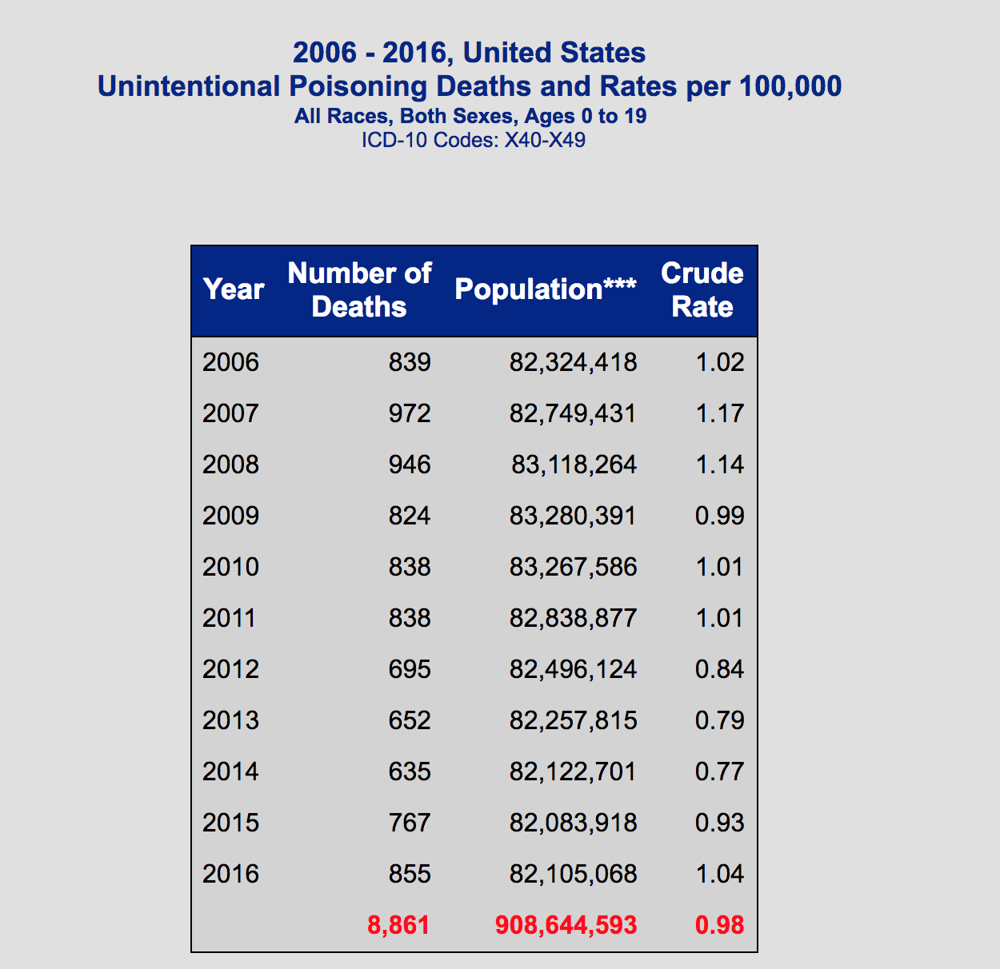 2006 - 2016, United States
Unintentional Poisoning Deaths and Rates per 100,000
All Races, Both Sexes, Ages 0 to 19
ICD-10 Codes: X40-X49
Year Number of Deaths Population*** Crude Rate
2006 839 82,324,418 1.02
2007 972 82,749,431 1.17
2008 946 83,118,264 1.14
2009 824 83,280,391 0.99
2010 838 83,267,586 1.01
2011 838 82,838,877 1.01
2012 695 82,496,124 0.84
2013 652 82,257,815 0.79
2014 635 82,122,701 0.77
2015 767 82,083,918 0.93
2016 855 82,105,068 1.04
8,861 908,644,593 0.98